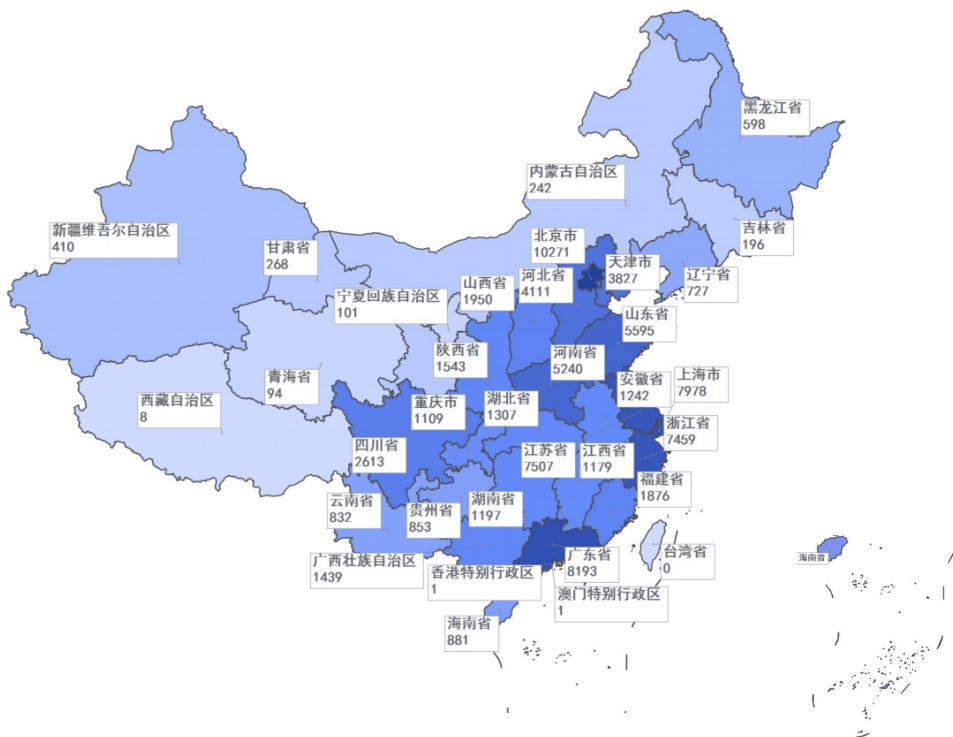 黑龙江省
598
内蒙古自治区
242
吉林省
196
新疆维吾尔自治区
410
甘肃省
268
北京市
10271
天津市
3827
辽宁省
727
河北省
4111
山西省
1950
宁夏回族自治区
101
山东省
5595
陕西省
1543
河南省
5240
青海省
94
安徽省
1242
上海市
7978
西藏自治区
8
重庆市
1109
湖北省
1307
浙江省
7459
四川省
2613
江苏省
7507
江西省
1179
福建省
1876
云南省
832
贵州省
853
湖南省
1197
广西壮族自治区
1439
香港特别行政区
1
广东省
8193
台湾省
0
海南省
澳门特别行政区
1
海南省
881